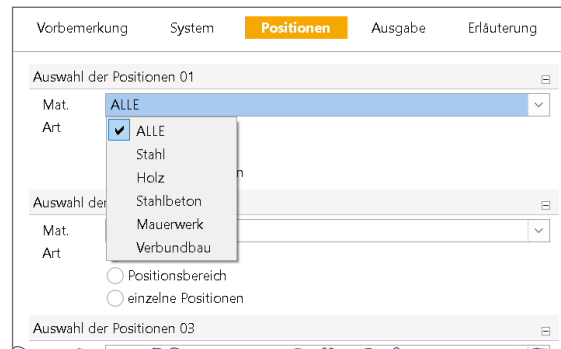 Vorbemerkung System Positionen Ausgabe Erläuterung
Auswahl der Positionen 01
Mat. ALLE
Art ALLE
Stahl
Holz
Auswahl der Stahlbeton
Mat. Mauerwerk
Art Verbundbau
Positionsbereich
einzelne Positionen
Auswahl der Positionen 03